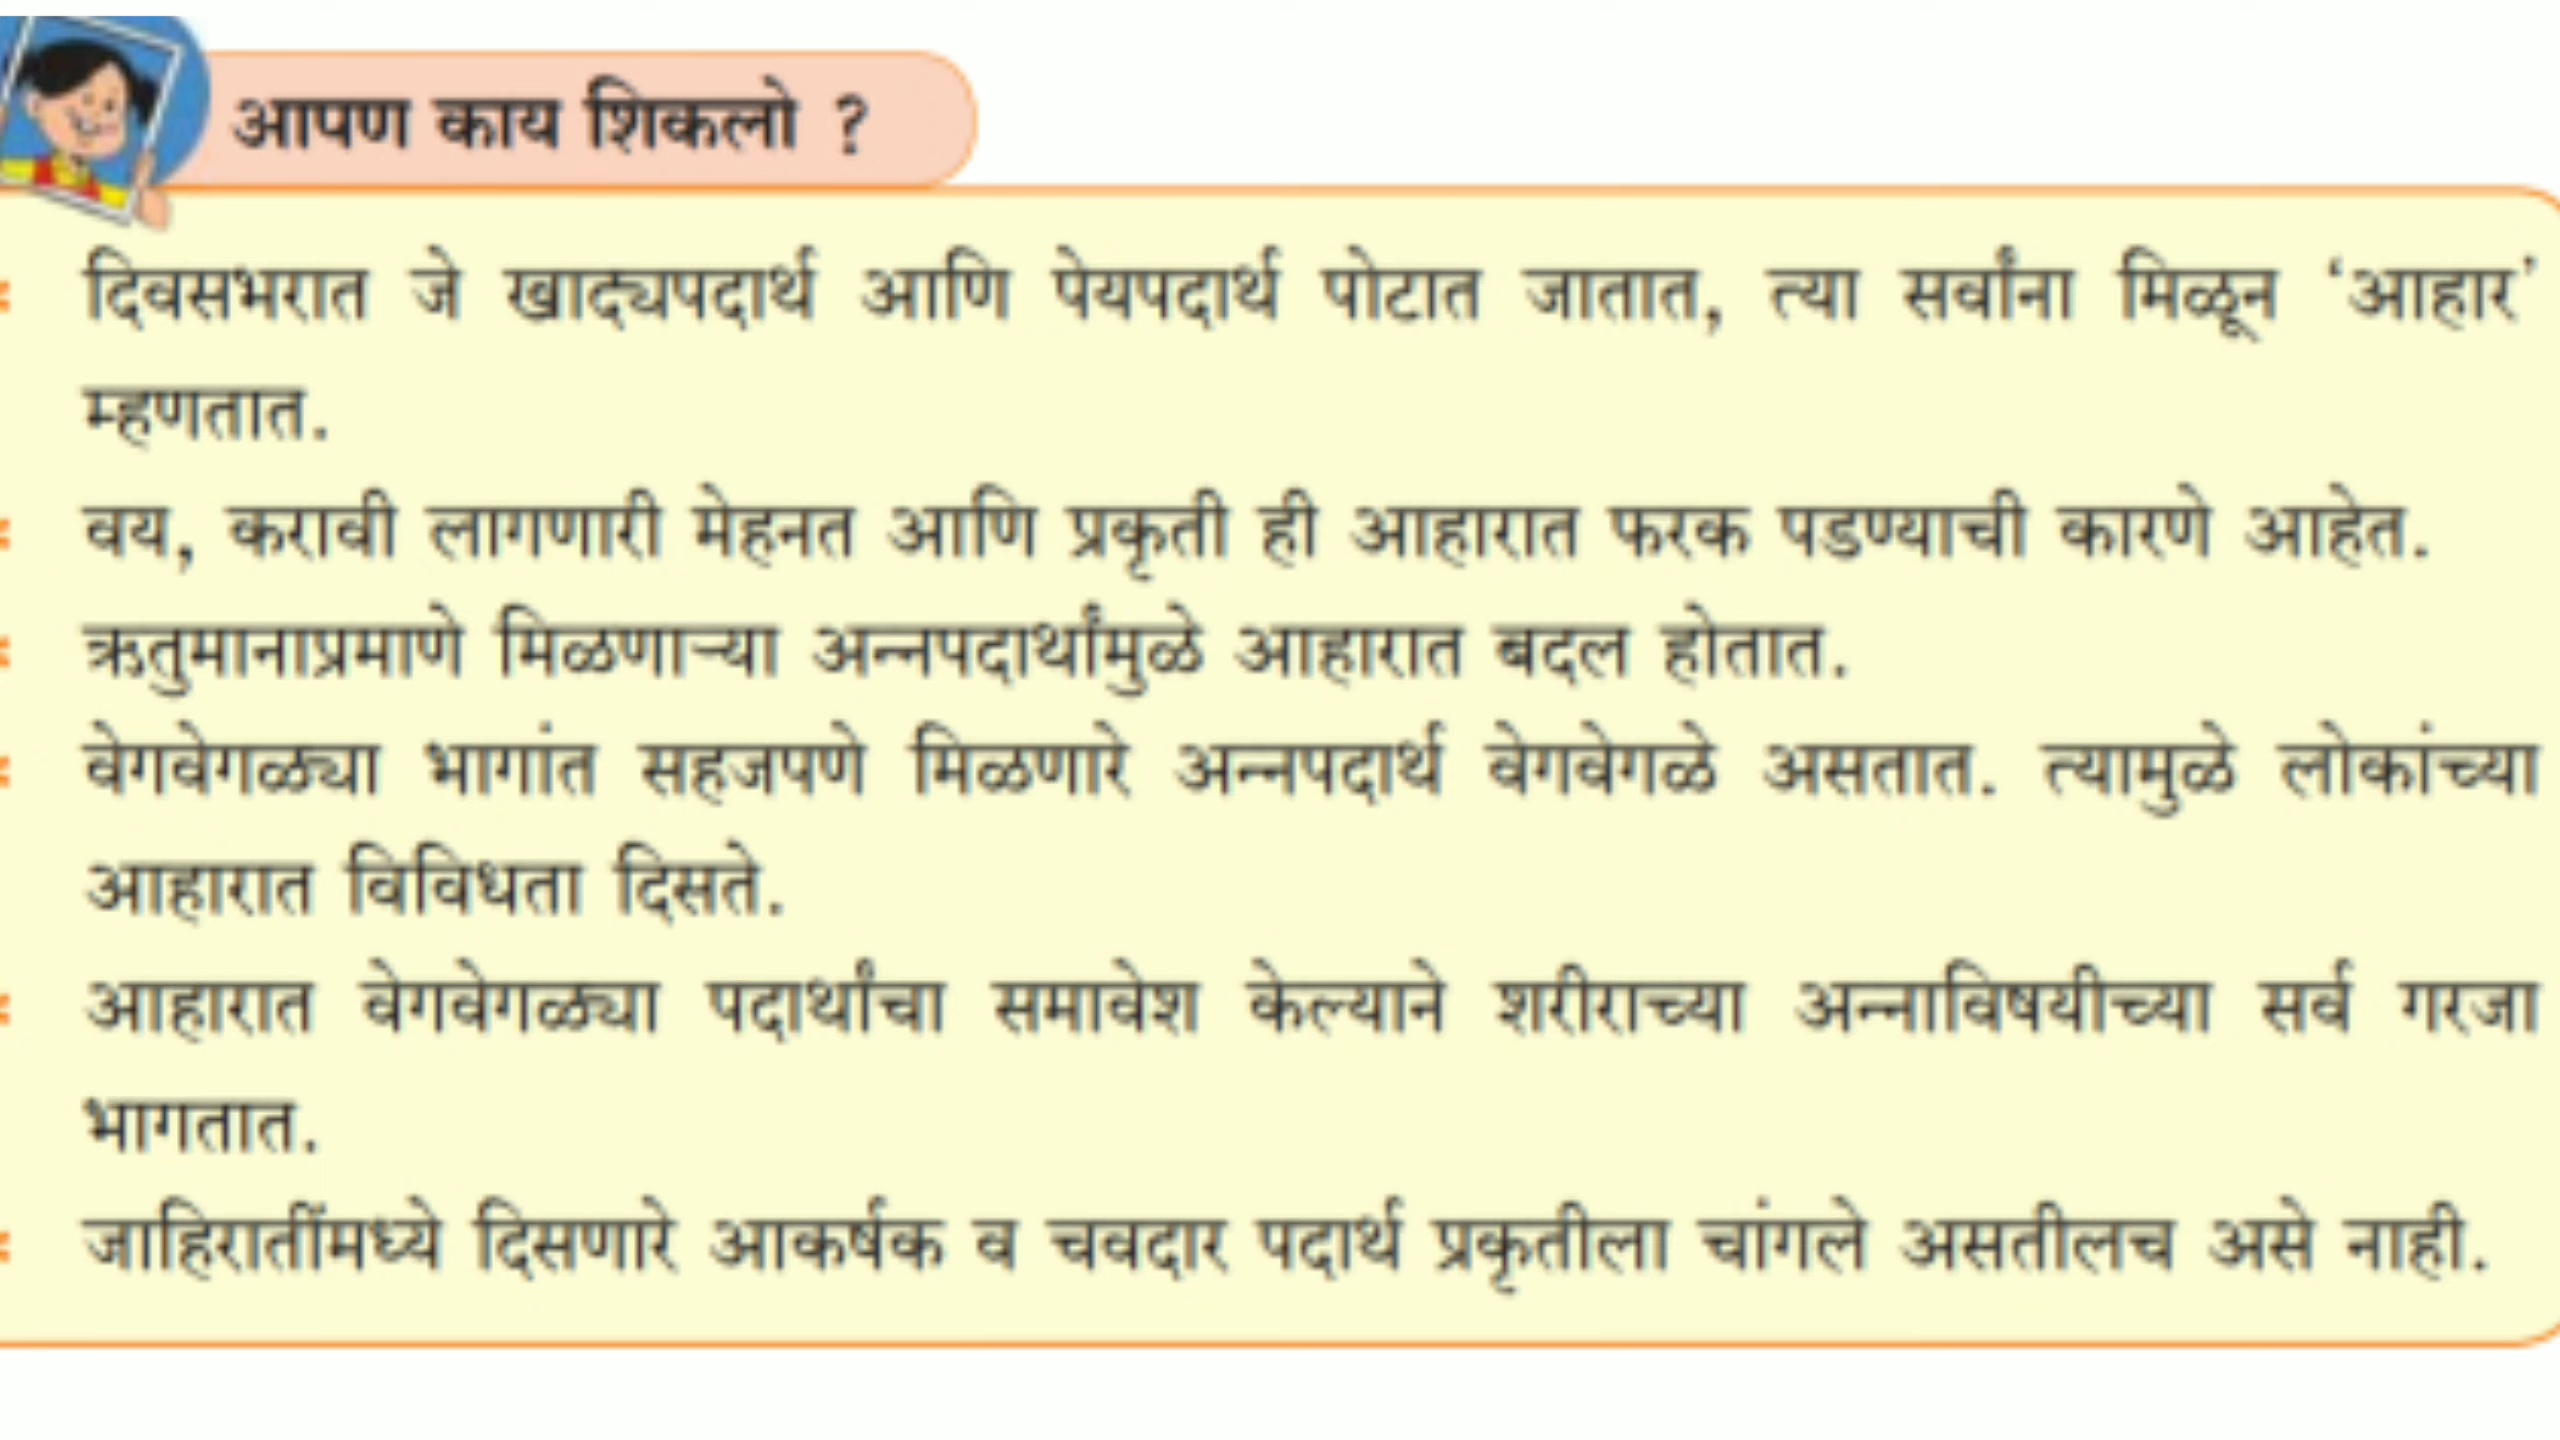 आपण काय शिकलो ?
दिवसभरात जे खाद्यपदार्थ आणि पेयपदार्थ पोटात जातात, त्या सर्वांना मिळून ‘आहार’
म्हणतात.
वय, करावी लागणारी मेहनत आणि प्रकृती ही आहारात फरक पडण्याची कारणे आहेत.
ऋतुमानाप्रमाणे मिळणाऱ्या अन्नपदार्थांमुळे आहारात बदल होतात.
वेगवेगळ्या भागांत सहजपणे मिळणारे अन्नपदार्थ वेगवेगळे असतात. त्यामुळे लोकांच्या
आहारात विविधता दिसते.
आहारात वेगवेगळ्या पदार्थांचा समावेश केल्याने शरीराच्या अन्नाविषयीच्या सर्व गरजा
भागतात.
जाहिरातींमध्ये दिसणारे आकर्षक व चवदार पदार्थ प्रकृतीला चांगले असतीलच असे नाही.